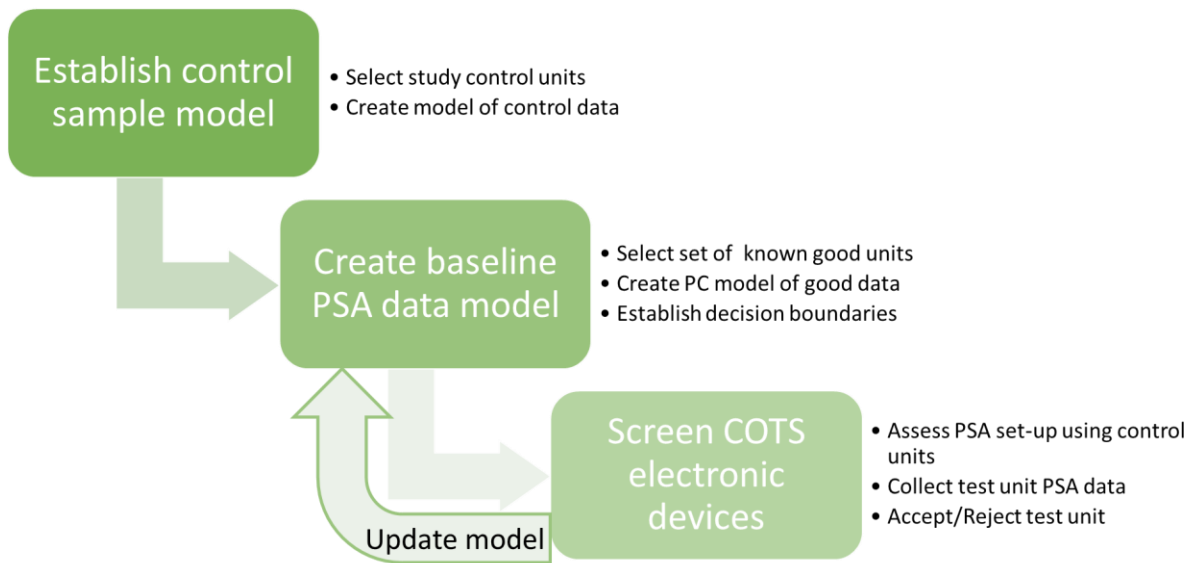 Establish control
sample model
• Select study control units
• Create model of control data
Create baseline
PSA data model
• Select set of known good units
• Create PC model of good data
• Establish decision boundaries
Screen COTS
electronic
devices
• Assess PSA set-up using control
units
• Collect test unit PSA data
• Accept/Reject test unit
Update model